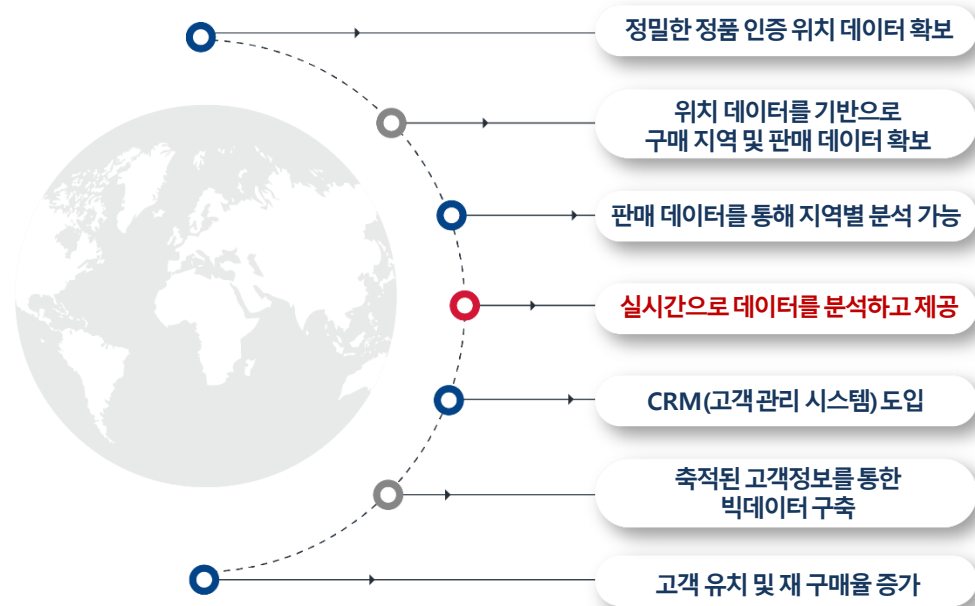 정밀한 정품 인증 위치 데이터 확보
위치 데이터를 기반으로
구매 지역 및 판매 데이터 확보
판매 데이터를 통해 지역별 분석 가능
실시간으로 데이터를 분석하고 제공
CRM(고객 관리 시스템) 도입
축적된 고객정보를 통한
빅데이터 구축
고객 유치 및 재 구매율 증가